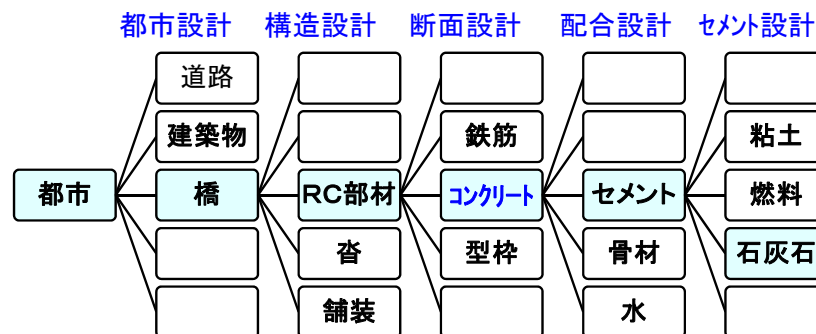 都市設計 構造設計 断面設計 配合設計 セメント設計
道路
建築物 鉄筋 粘土
都市 橋 RC部材 コンクリート セメント 燃料 石灰石
沓 型枠 骨材
舗装 水